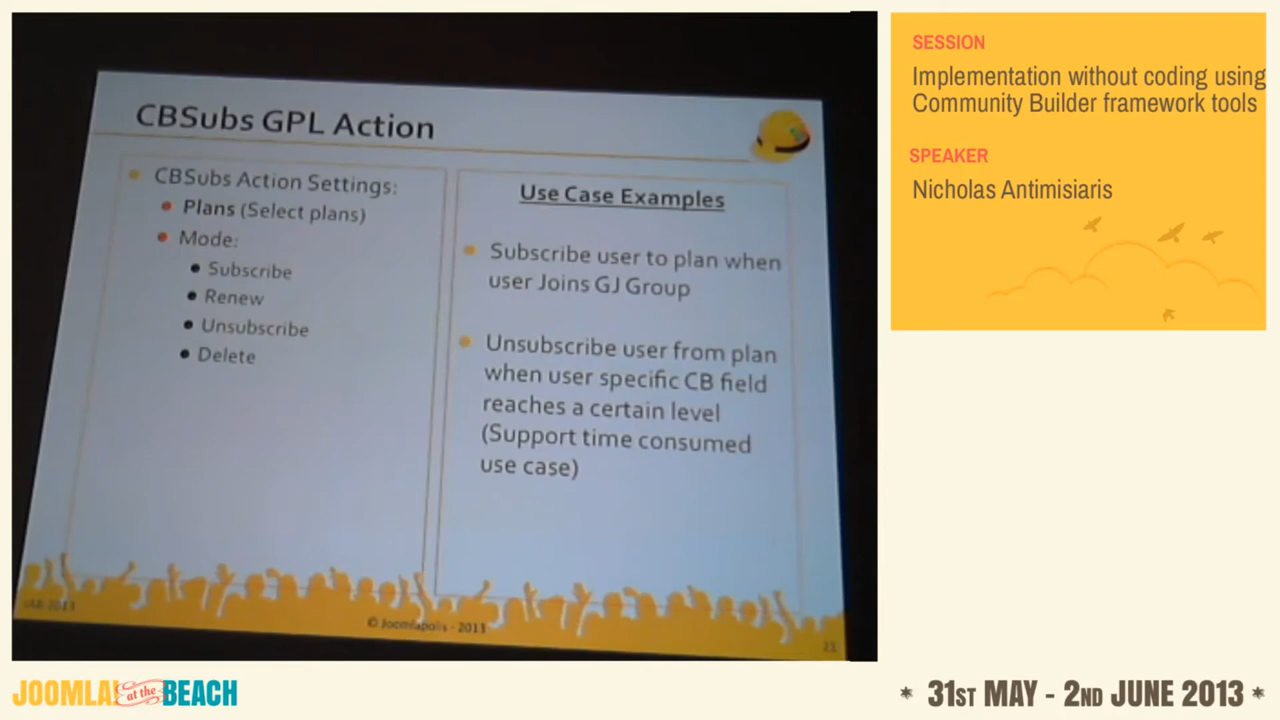 CBSubs GPL Action
CBSubs Action Settings:
Plans (Select plans)
Mode:
Subscribe
Renew
Unsubscribe
Delete
Use Case Examples
Subscribe user to plan when
user Joins GJ Group
Unsubscribe user from plan
when user specific CB field
reaches a certain level
(Support time consumed
use case)
JAB 2013
© Joomlapolis - 2013
21
SESSION
Implementation without coding using
Community Builder framework tools
SPEAKER
Nicholas Antimisiaris
JOOMLA! at the BEACH
* 31ST MAY - 2ND JUNE 2013 *